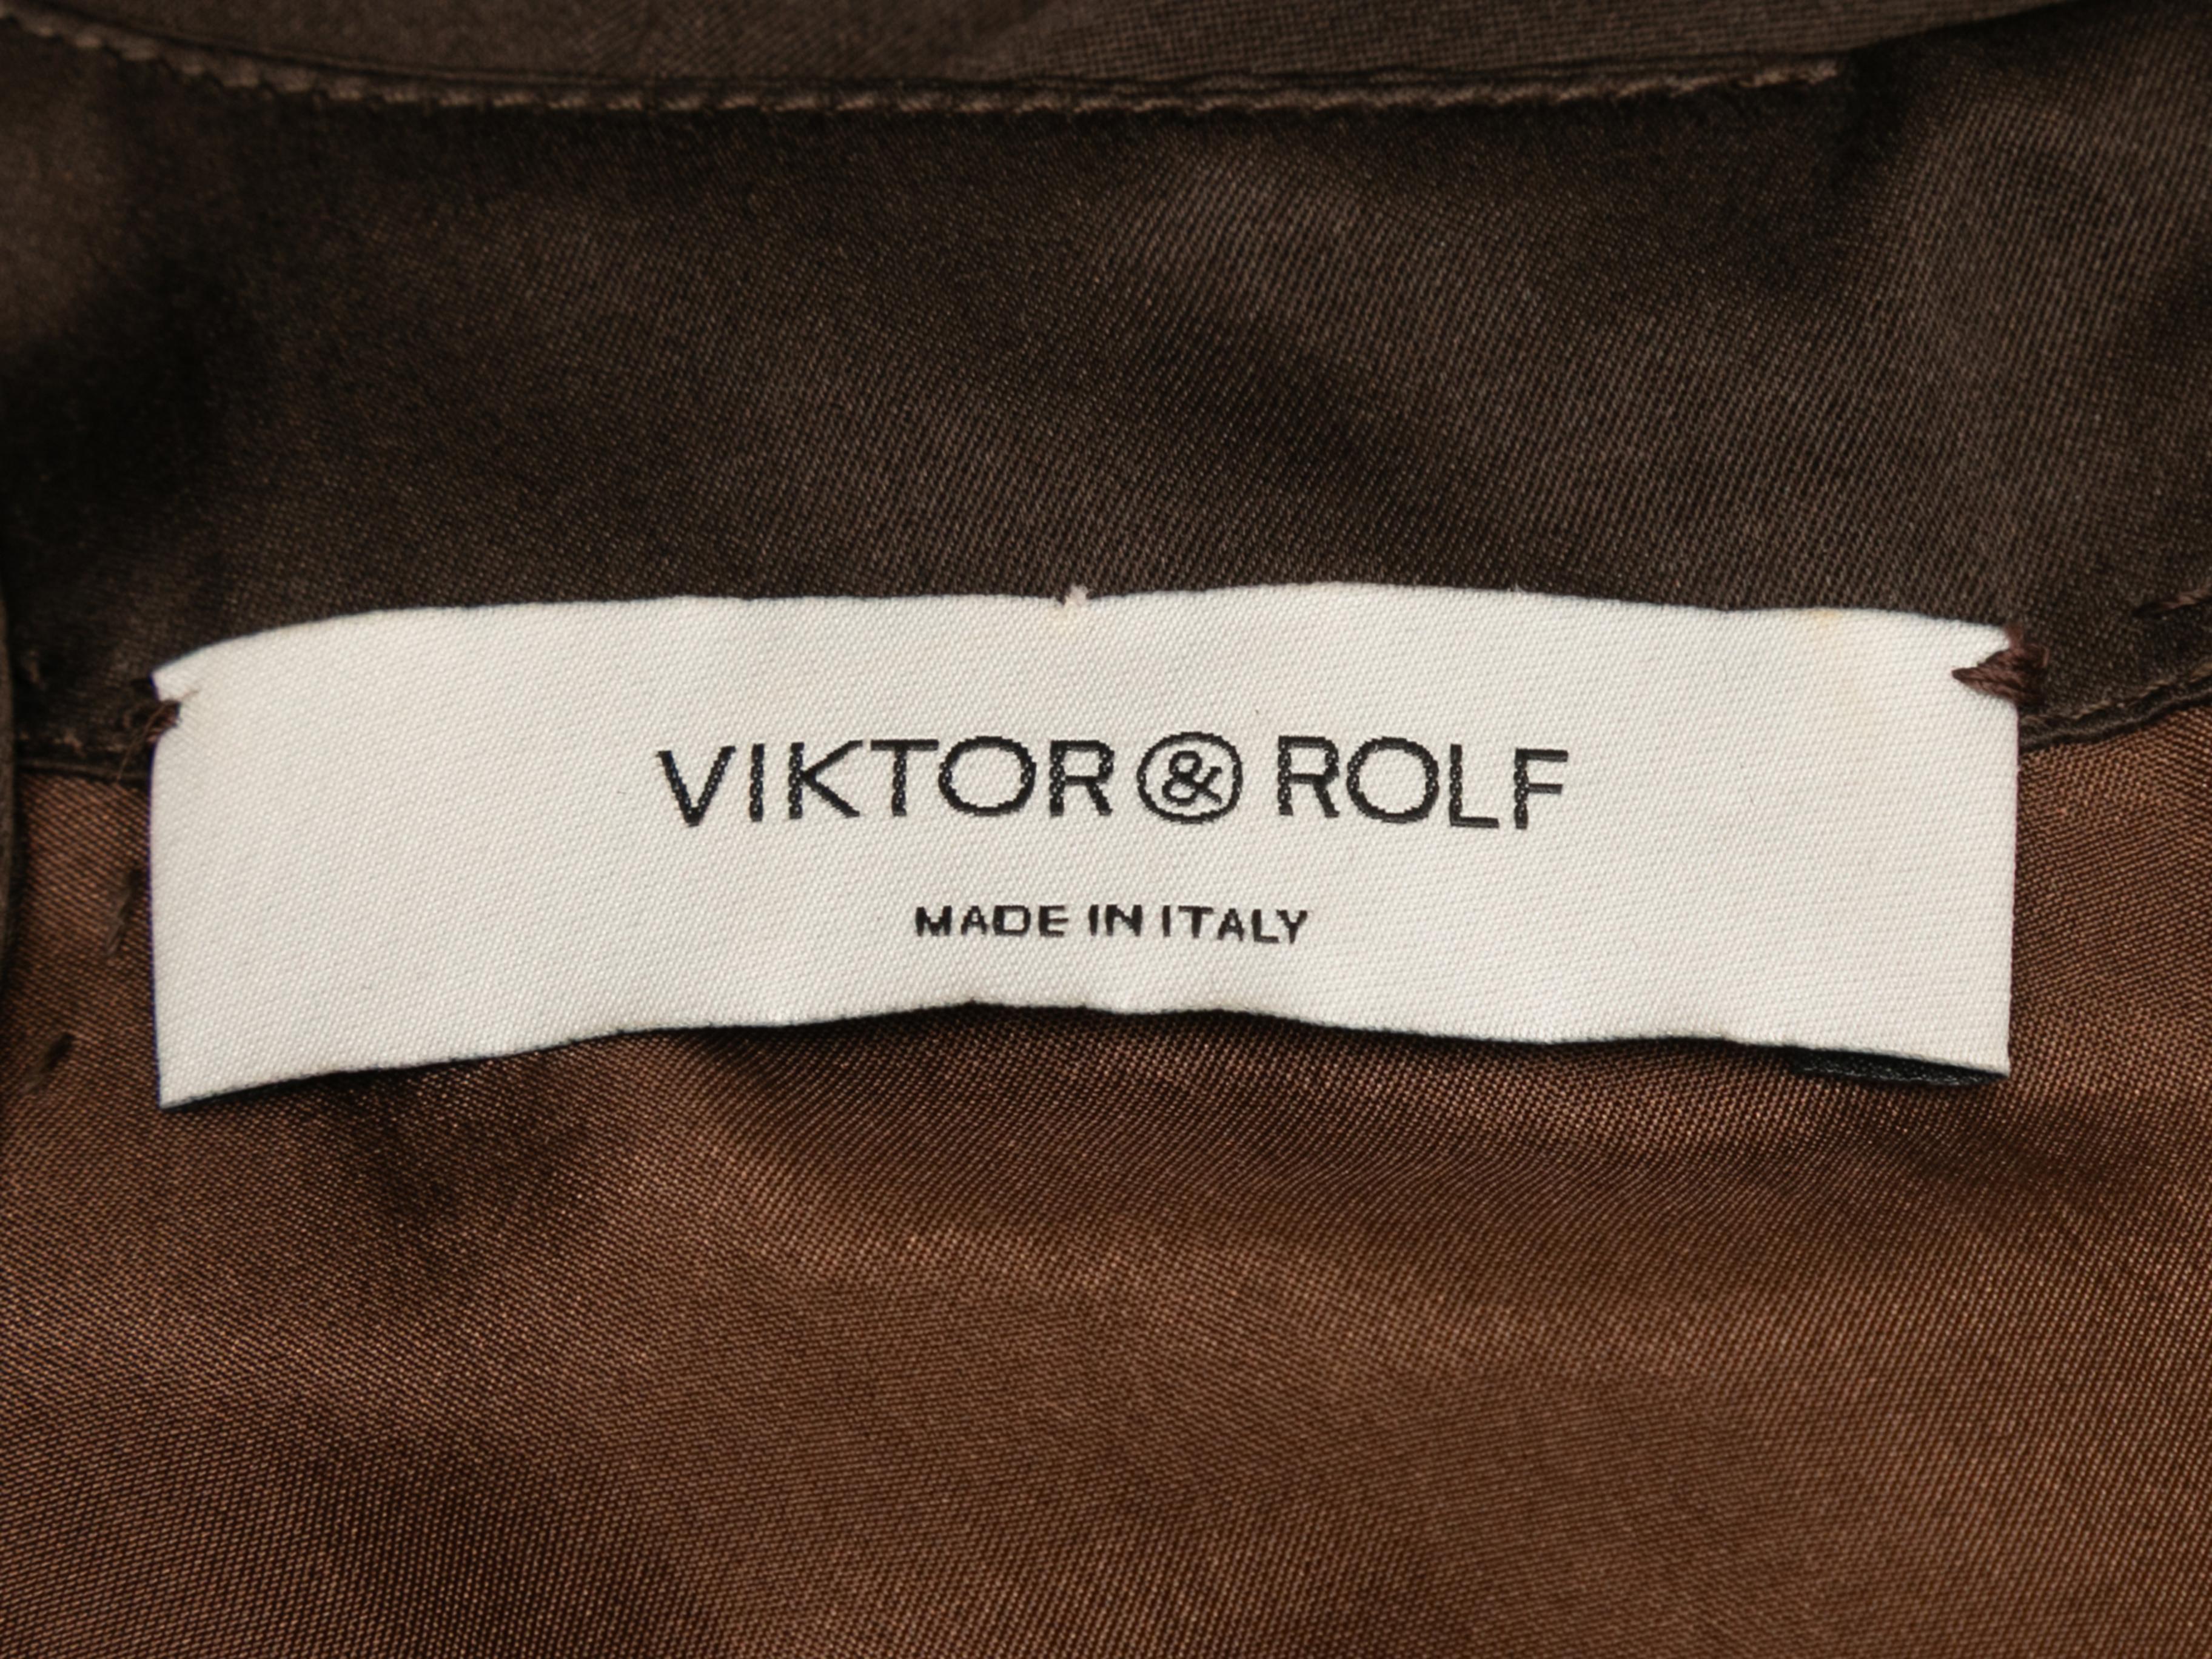 VIKTOR & ROLF
MADE IN ITALY